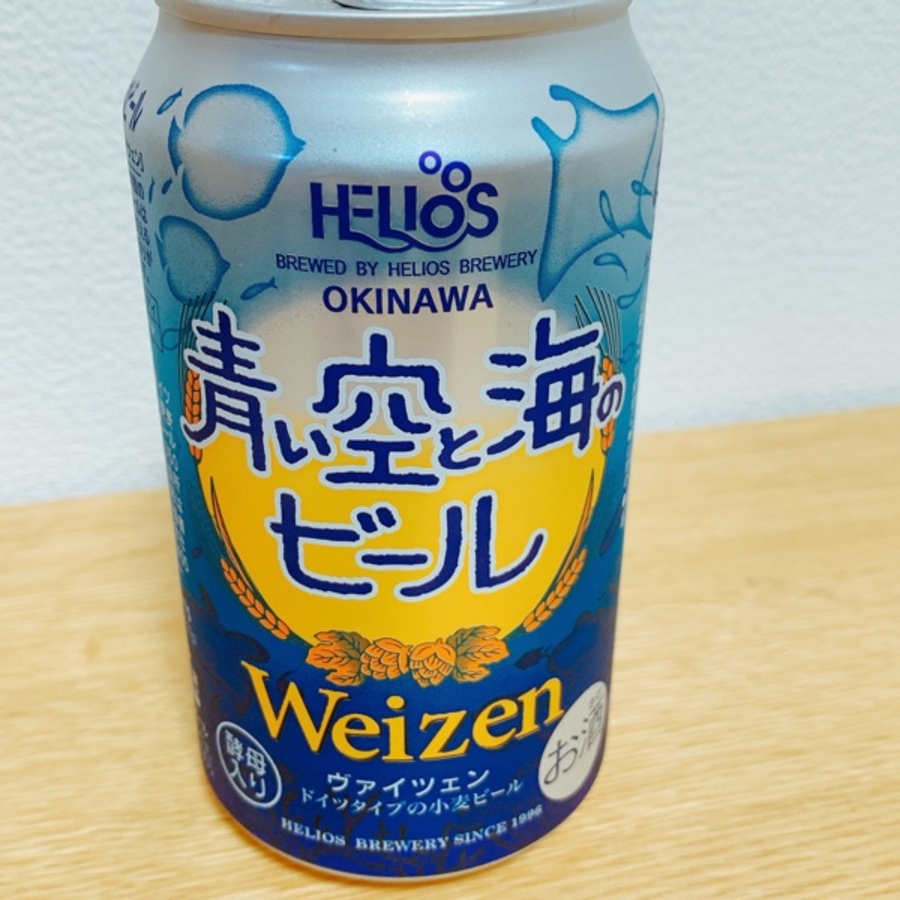 HELIOS
BREWED BY HELIOS BREWERY
OKINAWA
青い空と海の
ビール
Weizen
酵母
入り
お酒
ヴァイツェン
ドイツタイプの小麦ビール
HELIOS BREWERY SINCE 1996